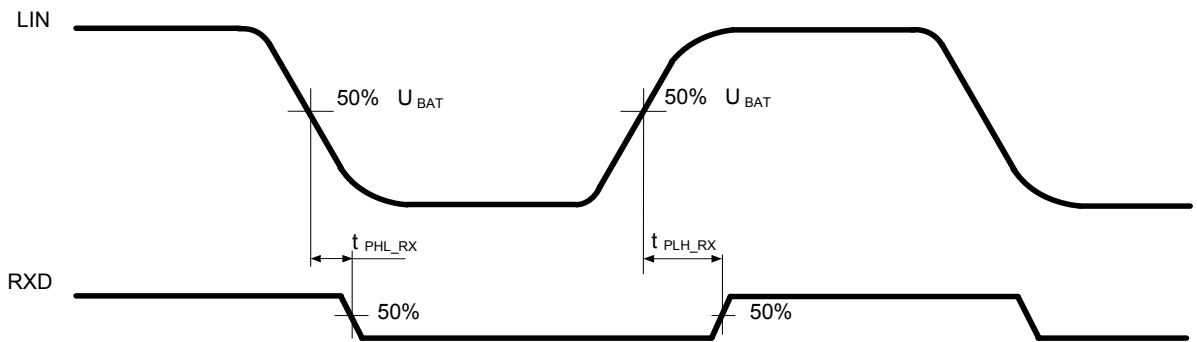 LIN
50% U BAT
50% U BAT
t PHL_RX
t PLH_RX
RXD
50%
50%